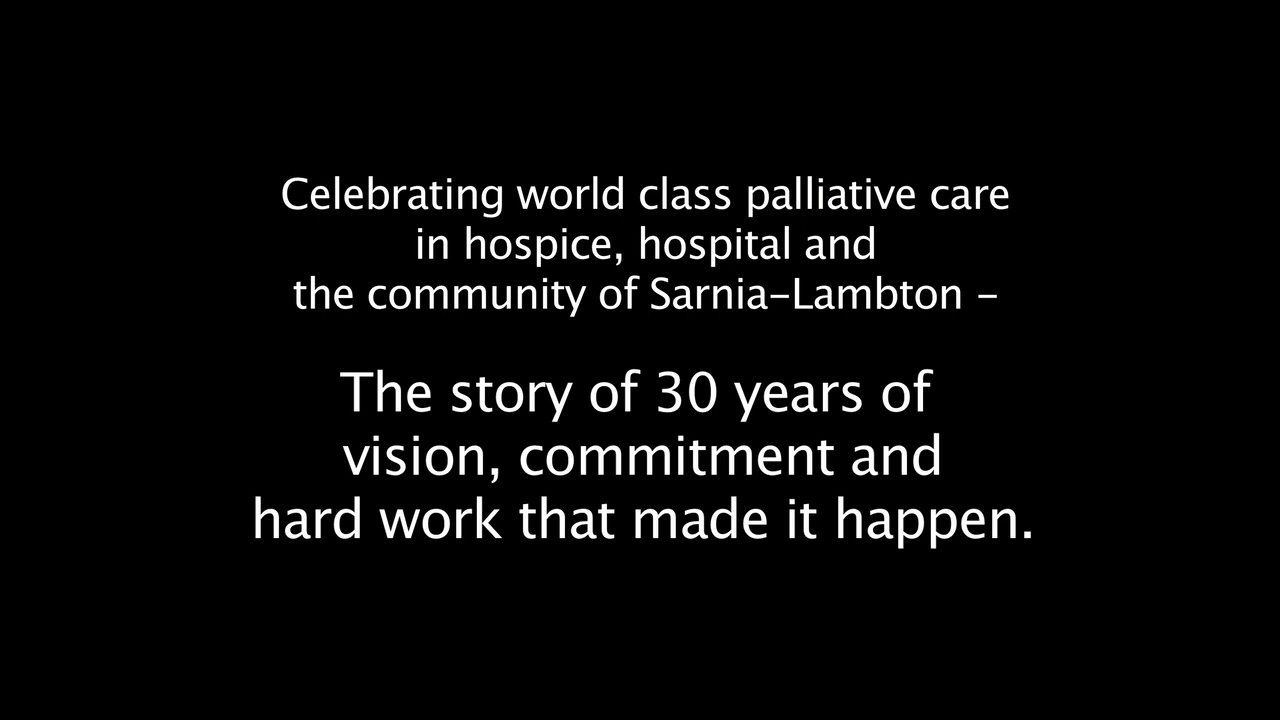 Celebrating world class palliative care
in hospice, hospital and
the community of Sarnia-Lambton -
The story of 30 years of
vision, commitment and
hard work that made it happen.